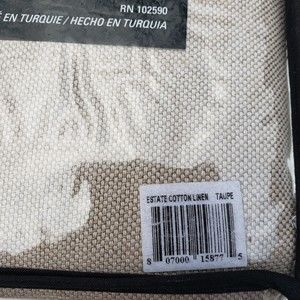 RN 102590
EN TURQUIE / HECHO EN TURQUIA
ESTATE COTTON LINEN TAUPE
8 07000 15877 5